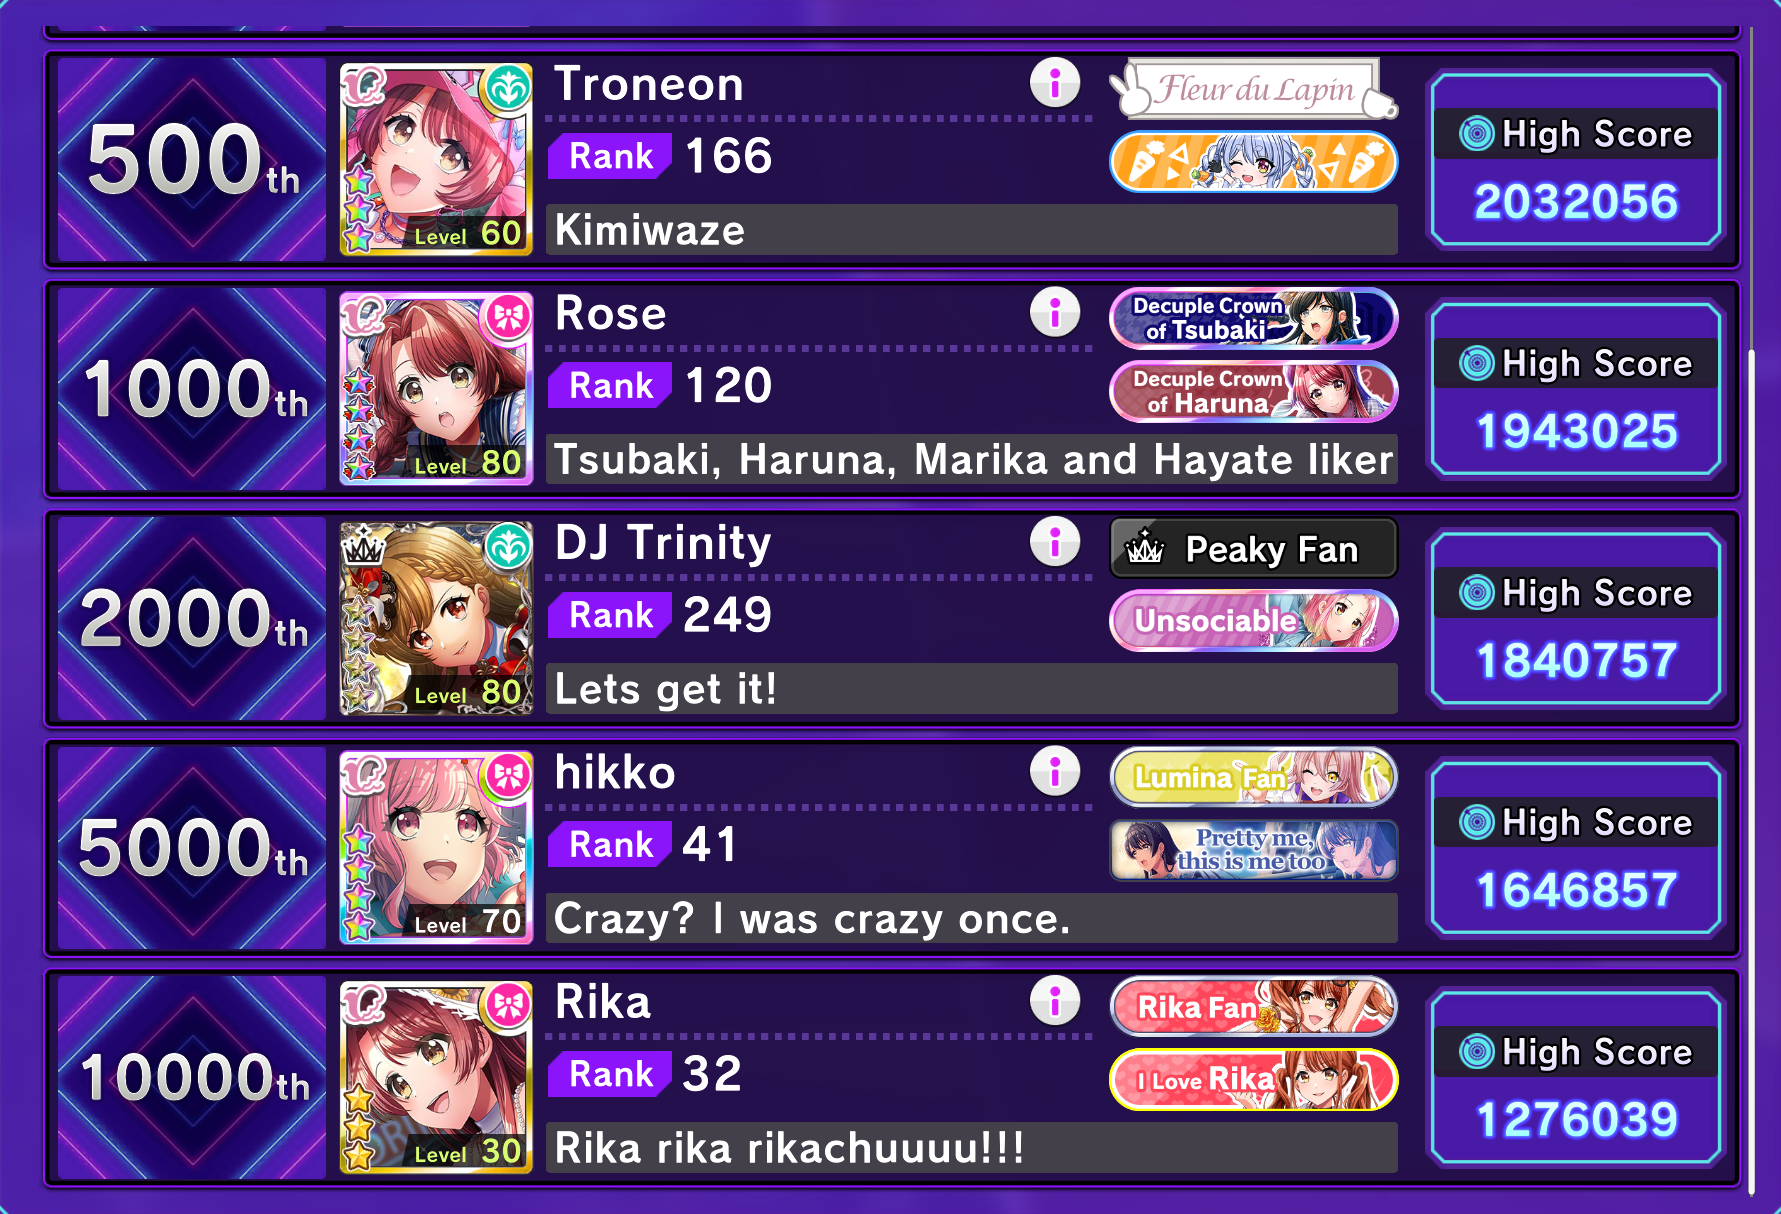 500th
Troneon
Fleur du Lapin
Rank 166
Kimiwaze
Level 60
High Score
2032056
1000th
Rose
Decuple Crown
of Tsubaki
Rank 120
Decuple Crown
of Haruna
Tsubaki, Haruna, Marika and Hayate liker
Level 80
High Score
1943025
2000th
DJ Trinity
Peaky Fan
Rank 249
Unsociable
Lets get it!
Level 80
High Score
1840757
5000th
hikko
Lumina Fan
Rank 41
Pretty me,
this is me too
Crazy? I was crazy once.
Level 70
High Score
1646857
10000th
Rika
Rika Fan
Rank 32
I Love Rika
Rika rika rikachuuuu!!!
Level 30
High Score
1276039